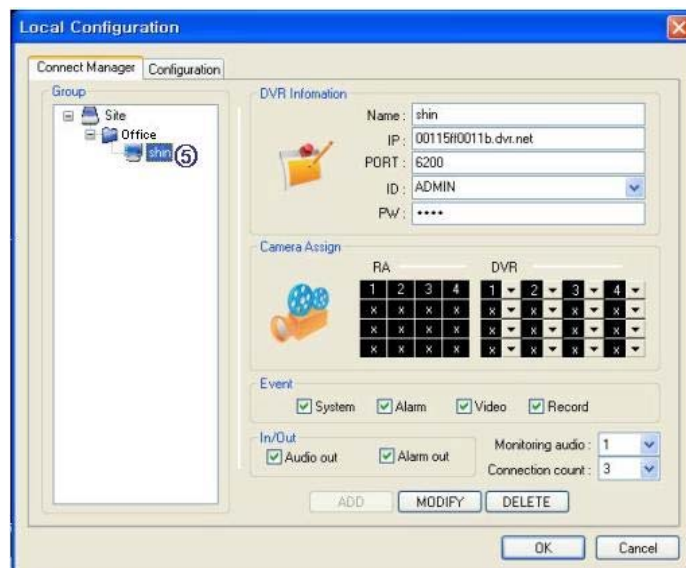 Local Configuration
Connect Manager
Configuration
Group
Site
Office
shin ⑤
DVR Infomation
Name : shin
IP : 00115ff0011b.dvr.net
PORT : 6200
ID : ADMIN
PW : ••••
Camera Assign
RA DVR
1 2 3 4 1 2 3 4
x x x x x x x x
x x x x x x x x
x x x x x x x x
Event
System Alarm Video Record
In/Out
Audio out Alarm out
Monitoring audio : 1
Connection count : 3
ADD MODIFY DELETE
OK Cancel